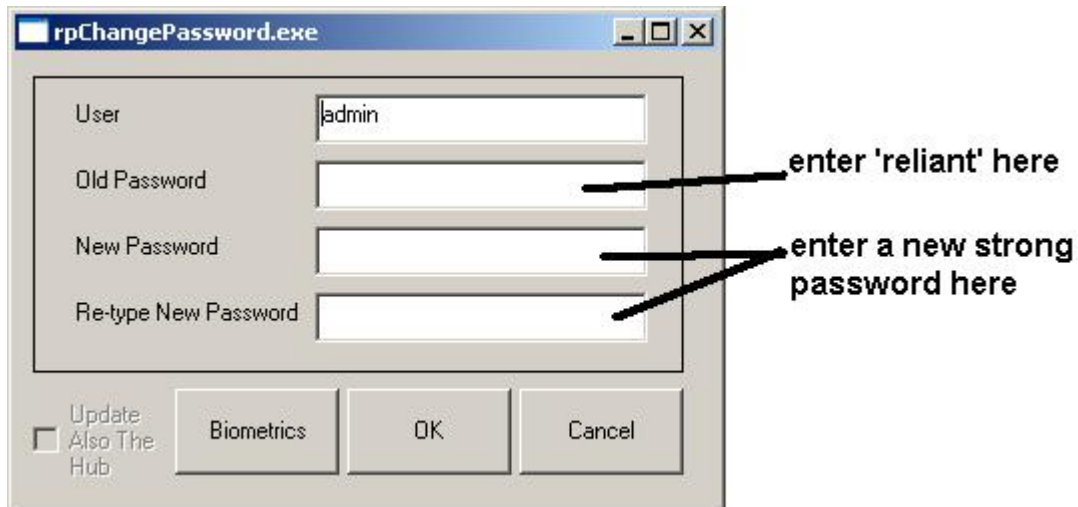 rpChangePassword.exe
User
admin
Old Password
enter 'reliant' here
New Password
enter a new strong
password here
Re-type New Password
Update
Also The
Hub
Biometrics
OK
Cancel